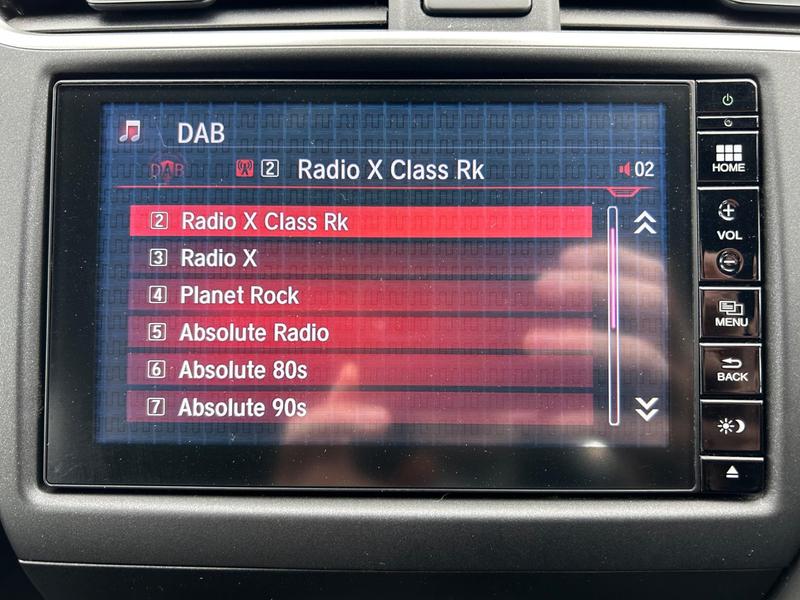 DAB
DAB 2 Radio X Class Rk 02
2 Radio X Class Rk
3 Radio X
4 Planet Rock
5 Absolute Radio
6 Absolute 80s
7 Absolute 90s
HOME
VOL
MENU
BACK